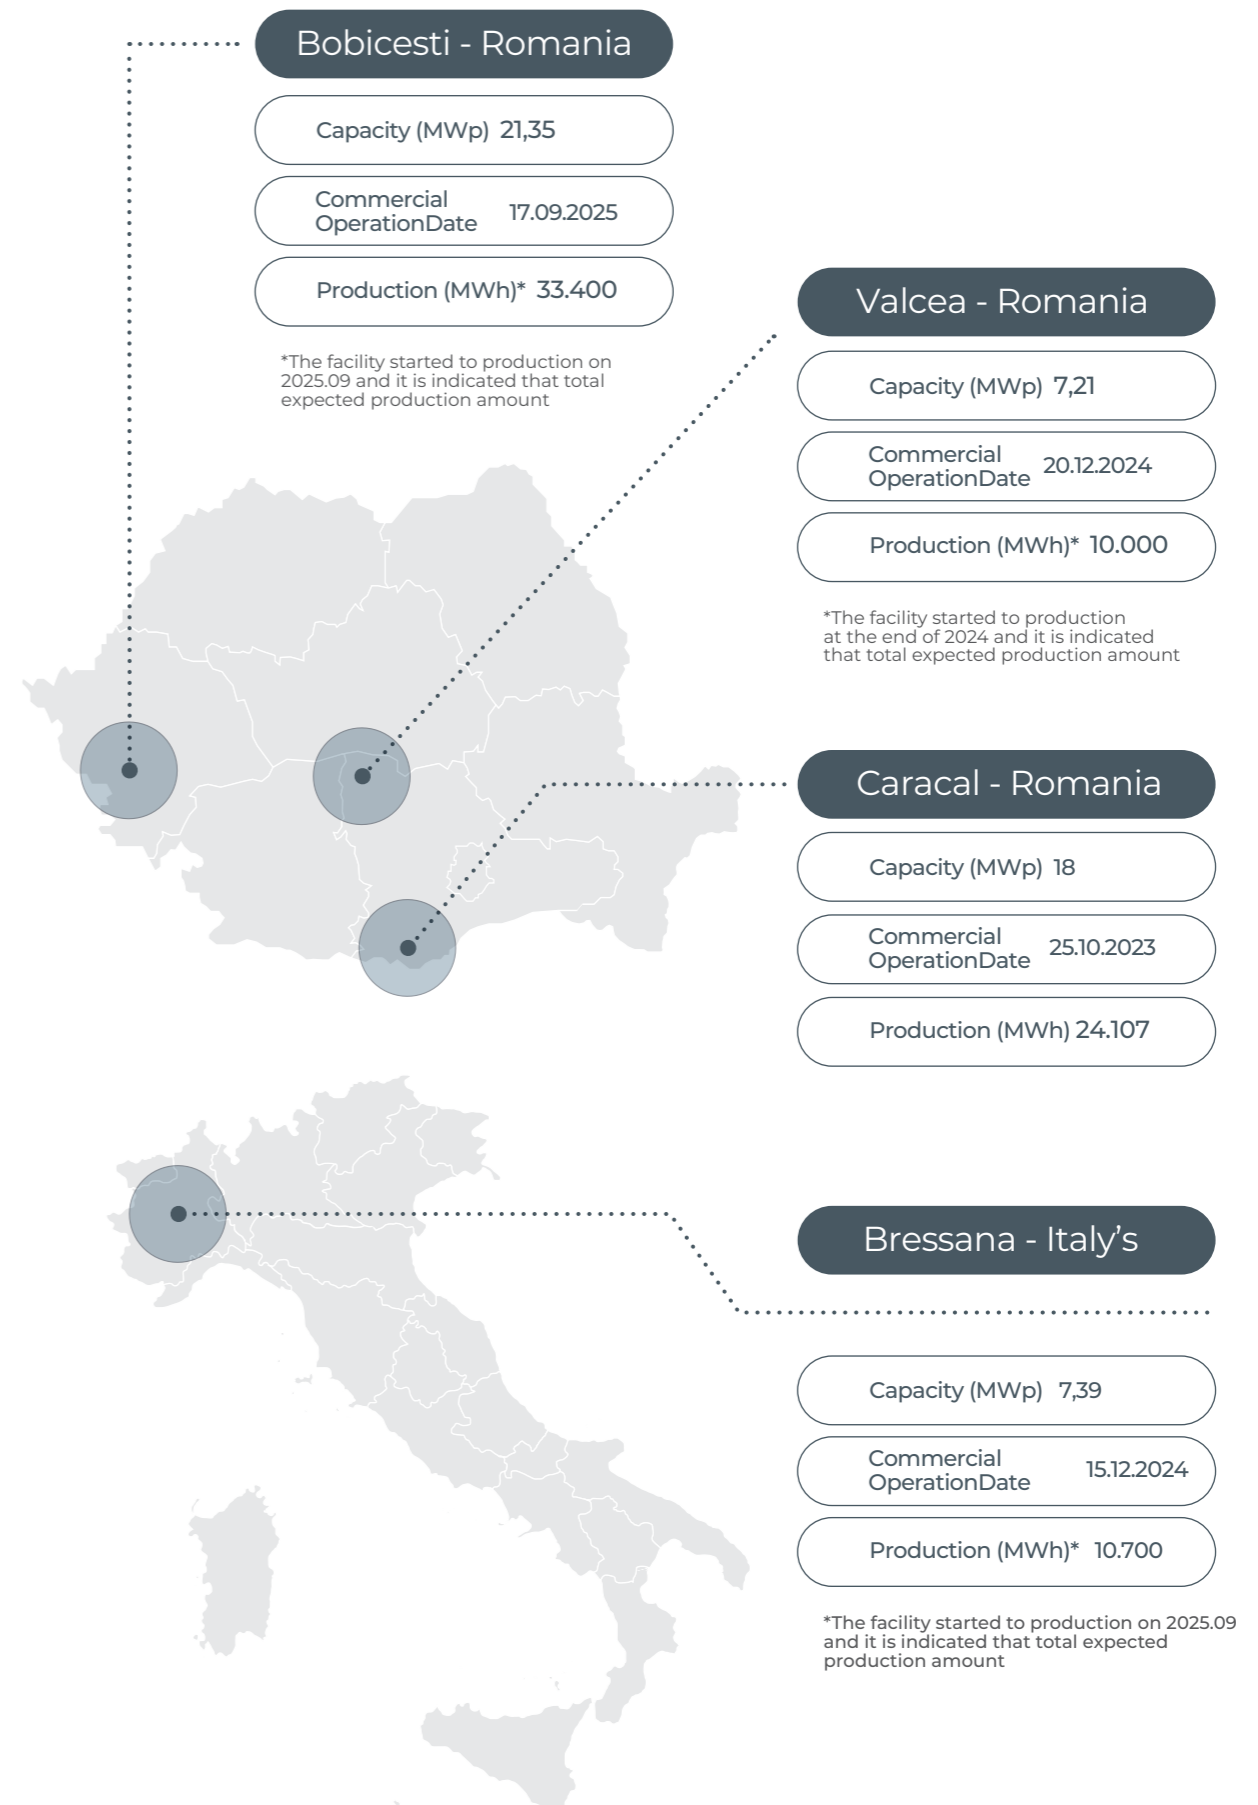 Bobicesti - Romania
Capacity (MWp) 21,35
Commercial
OperationDate 17.09.2025
Production (MWh)* 33.400
*The facility started to production on
2025.09 and it is indicated that total
expected production amount
Valcea - Romania
Capacity (MWp) 7,21
Commercial
OperationDate 20.12.2024
Production (MWh)* 10.000
*The facility started to production
at the end of 2024 and it is indicated
that total expected production amount
Caracal - Romania
Capacity (MWp) 18
Commercial
OperationDate 25.10.2023
Production (MWh) 24.107
Bressana - Italy’s
Capacity (MWp) 7,39
Commercial
OperationDate 15.12.2024
Production (MWh)* 10.700
*The facility started to production on 2025.09
and it is indicated that total expected
production amount